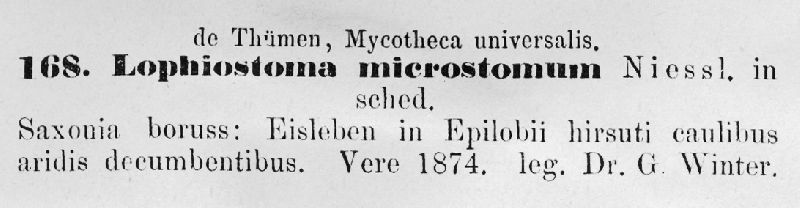 de Thümen, Mycotheca universalis.
168. Lophiostoma microstomum Niessl. in
sched.
Saxonia boruss: Eisleben in Epilobii hirsuti caulibus
aridis decumbentibus. Vere 1874. leg. Dr. G. Winter.